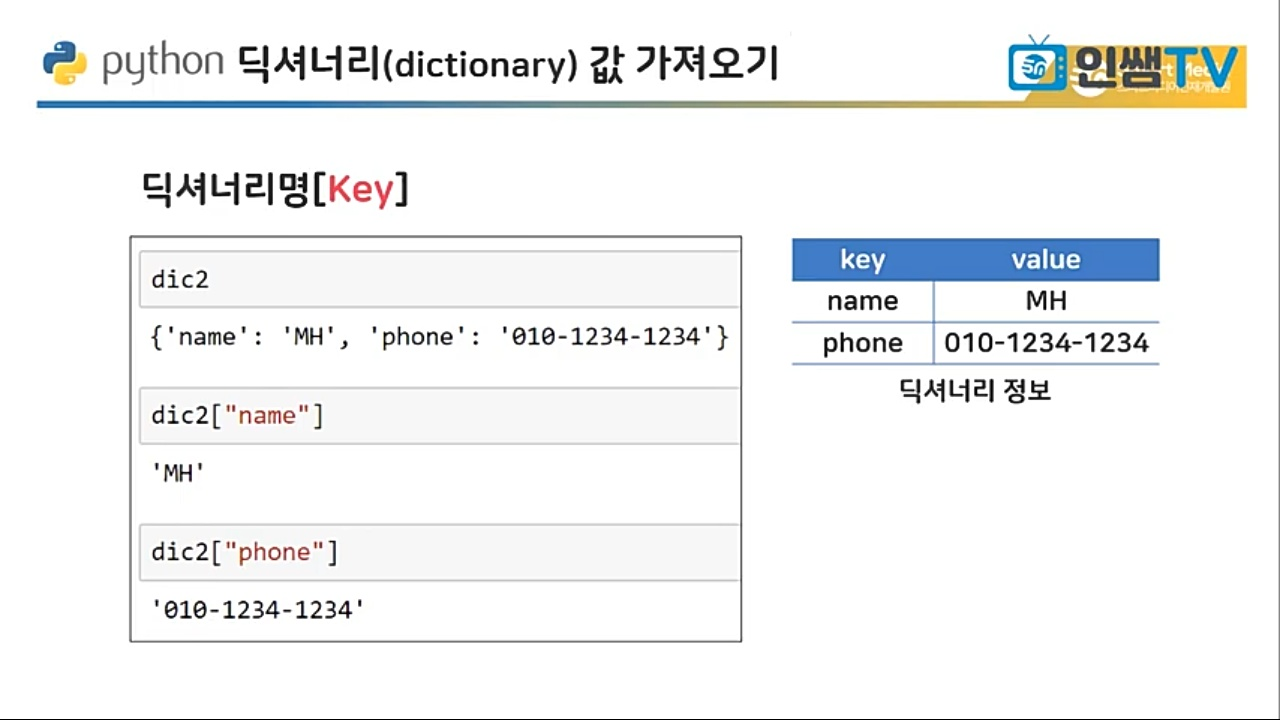 python 딕셔너리(dictionary) 값 가져오기
인쌤TV
딕셔너리명[Key]
dic2
{'name': 'MH', 'phone': '010-1234-1234'}
dic2["name"]
'MH'
dic2["phone"]
'010-1234-1234'
key value
name MH
phone 010-1234-1234
딕셔너리 정보